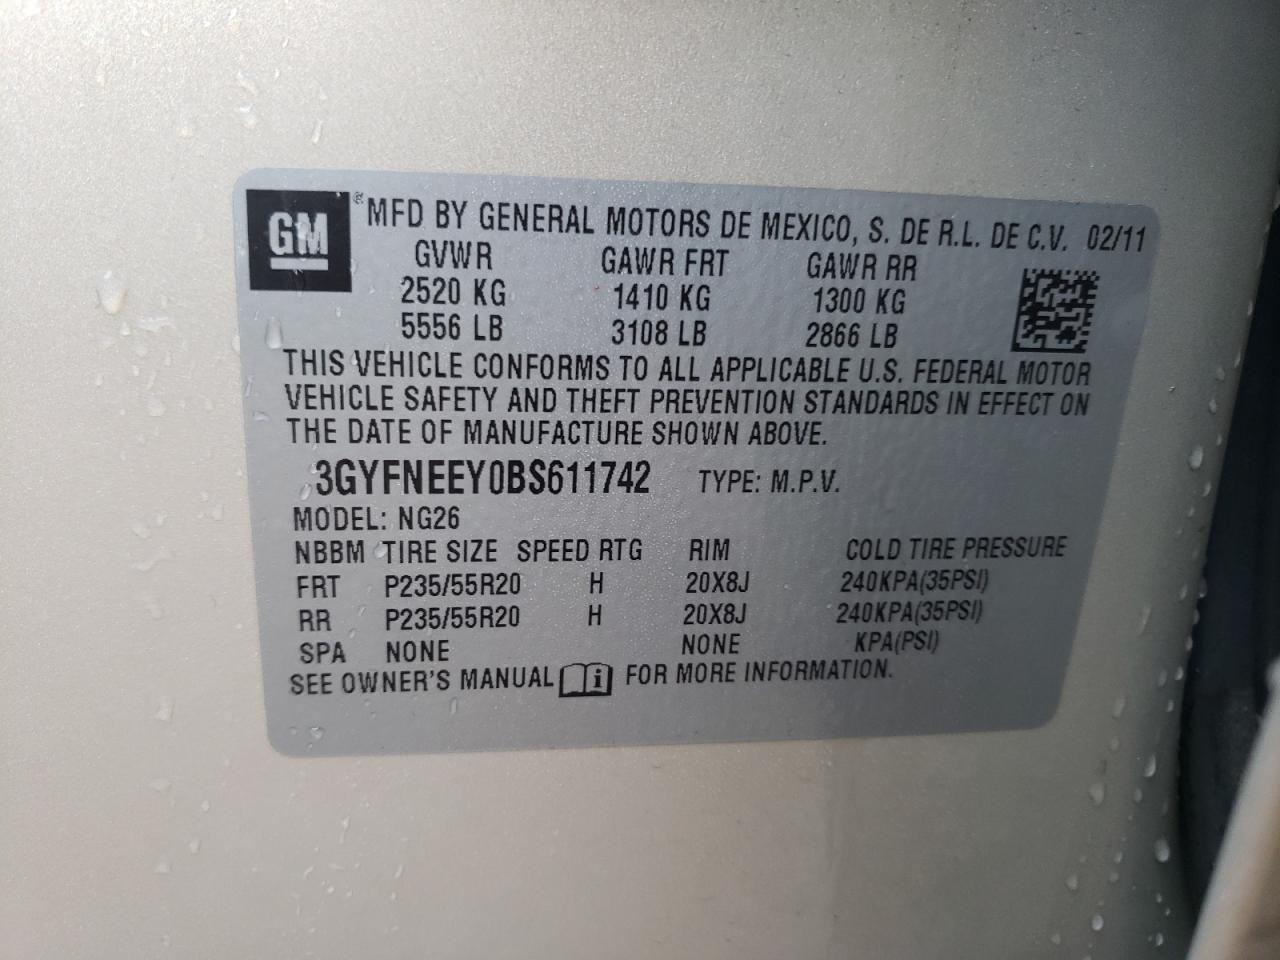 GM ® MFD BY GENERAL MOTORS DE MEXICO, S. DE R.L. DE C.V. 02/11
GVWR GAWR FRT GAWR RR
2520 KG 1410 KG 1300 KG
5556 LB 3108 LB 2866 LB
THIS VEHICLE CONFORMS TO ALL APPLICABLE U.S. FEDERAL MOTOR
VEHICLE SAFETY AND THEFT PREVENTION STANDARDS IN EFFECT ON
THE DATE OF MANUFACTURE SHOWN ABOVE.
3GYFNEEY0BS611742 TYPE: M.P.V.
MODEL: NG26
NBBM TIRE SIZE SPEED RTG RIM COLD TIRE PRESSURE
FRT P235/55R20 H 20X8J 240KPA(35PSI)
RR P235/55R20 H 20X8J 240KPA(35PSI)
SPA NONE NONE KPA(PSI)
SEE OWNER'S MANUAL i FOR MORE INFORMATION.